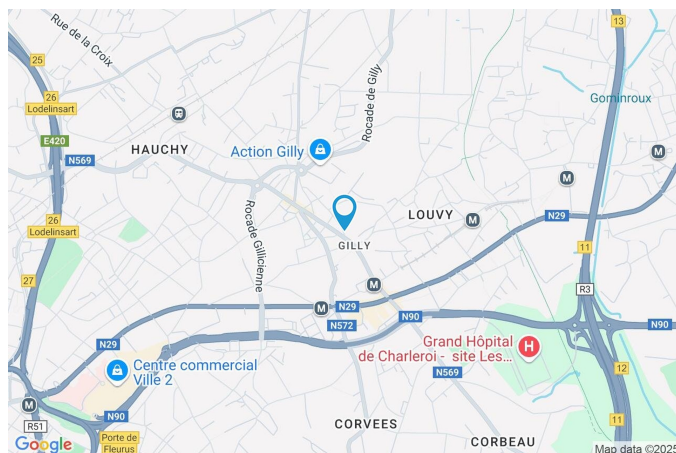 Rue de la Croix
25
26
Lodelinsart
E420
N569
HAUCHY
Action Gilly
Rocade de Gilly
13
Gominroux
M
M
LOUVY
M
N29
26
Lodelinsart
Rocade Gillicienne
GILLY
11
27
M
R3
M
N29
N572
N90
N90
N29
Centre commercial
Ville 2
Grand Hôpital
de Charleroi - site Les...
H
N569
12
M
N90
R51
Porte de
Fleurus
CORVEES
CORBEAU
11
Google
Map data ©2025